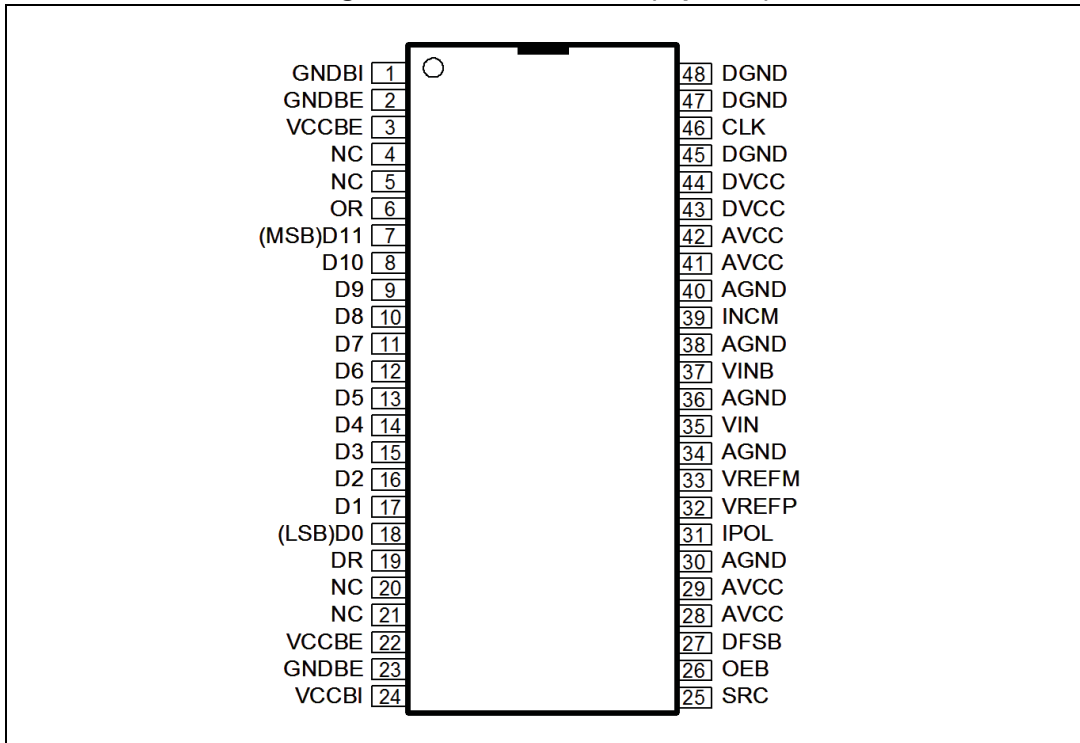 GNDBI 1 48 DGND
GNDBE 2 47 DGND
VCCBE 3 46 CLK
NC 4 45 DGND
NC 5 44 DVCC
OR 6 43 DVCC
(MSB)D11 7 42 AVCC
D10 8 41 AVCC
D9 9 40 AGND
D8 10 39 INCM
D7 11 38 AGND
D6 12 37 VINB
D5 13 36 AGND
D4 14 35 VIN
D3 15 34 AGND
D2 16 33 VREFM
D1 17 32 VREFP
(LSB)D0 18 31 IPOL
DR 19 30 AGND
NC 20 29 AVCC
NC 21 28 AVCC
VCCBE 22 27 DFSB
GNDBE 23 26 OEB
VCCBI 24 25 SRC